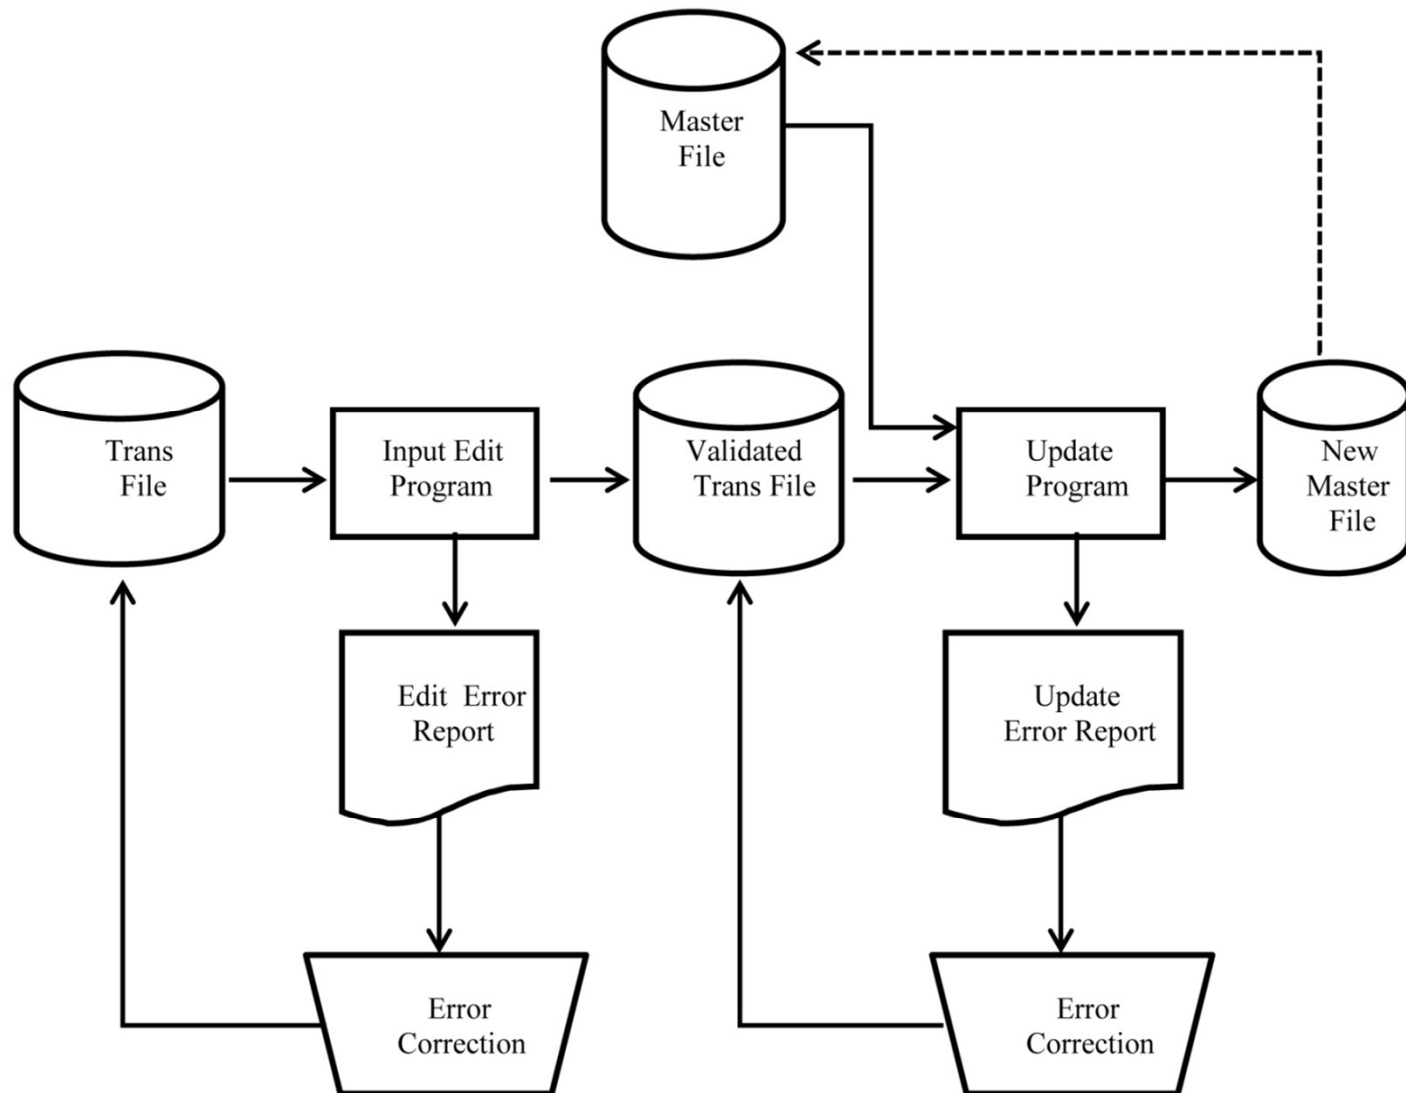 Master
File
Trans
File
Input Edit
Program
Validated
Trans File
Update
Program
New
Master
File
Edit Error
Report
Update
Error Report
Error
Correction
Error
Correction